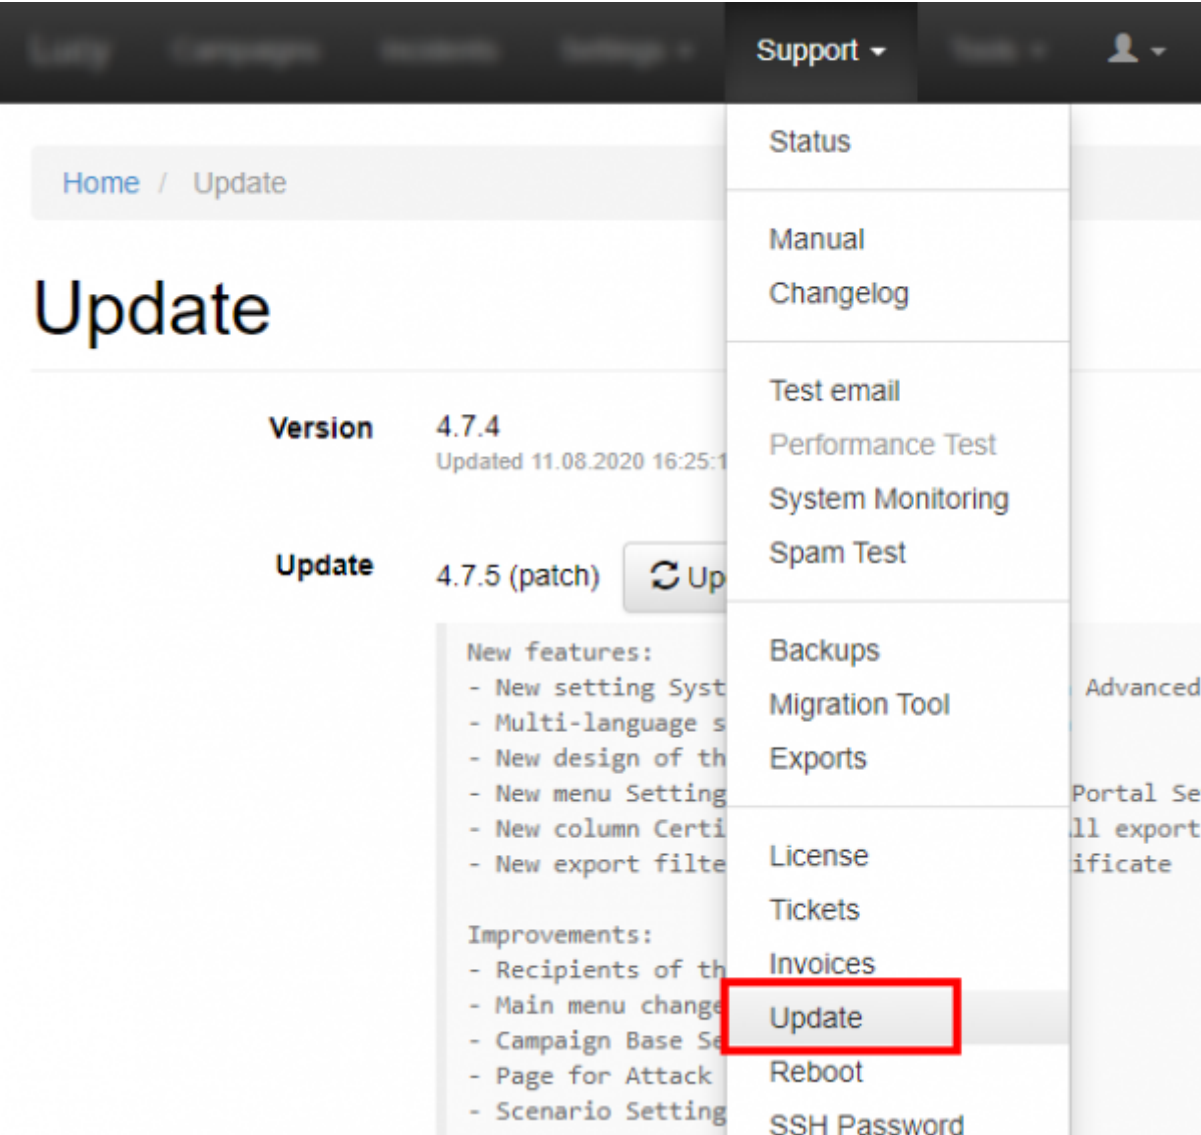 Support
Home / Update
Update
Version 4.7.4
Updated 11.08.2020 16:25:1
Update 4.7.5 (patch) Up
New features:
- New setting Syst Advanced
- Multi-language s
- New design of th
- New menu Setting Portal Se
- New column Certi ll export
- New export filte ificate
Improvements:
- Recipients of th
- Main menu change
- Campaign Base Se
- Page for Attack
- Scenario Setting
Status
Manual
Changelog
Test email
Performance Test
System Monitoring
Spam Test
Backups
Migration Tool
Exports
License
Tickets
Invoices
Update
Reboot
SSH Password